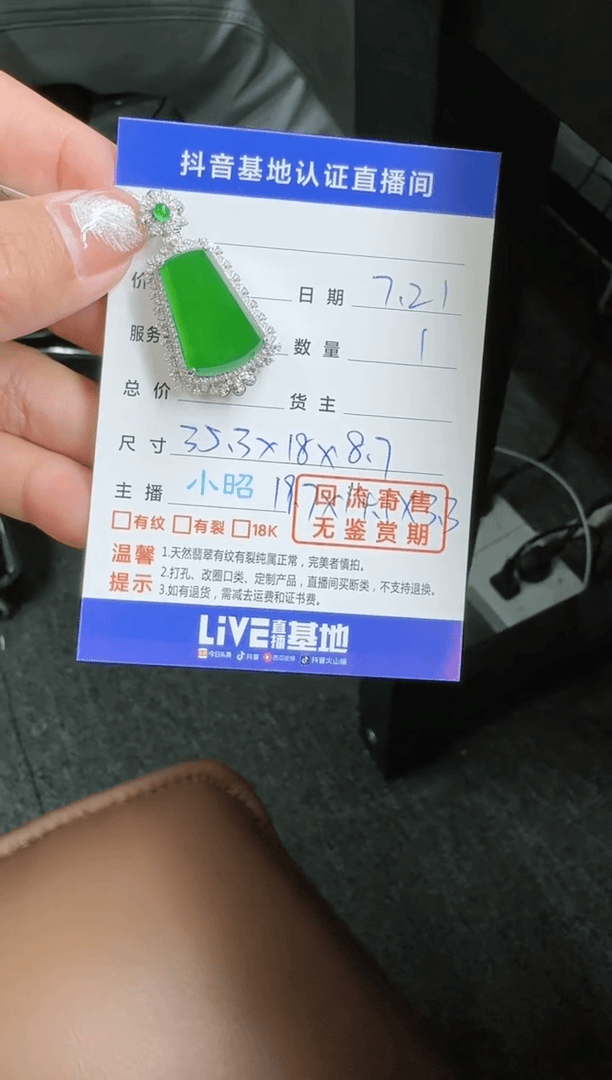 抖音基地认证直播间
价
日期 7.21
服务
数量 1
总价
货主
尺寸 35.3×18×8.7
主播 小昭
回流寄售
无鉴赏期
□有纹 □有裂 □18K
温馨提示
1.天然翡翠有纹有裂纯属正常，完美者慎拍。
2.打孔、改圈口类、定制产品，直播间买断类，不支持退换。
3.如有退货，需减去运费和证书费。
LiVE直播基地
今日头条 抖音 西瓜视频 抖音火山版